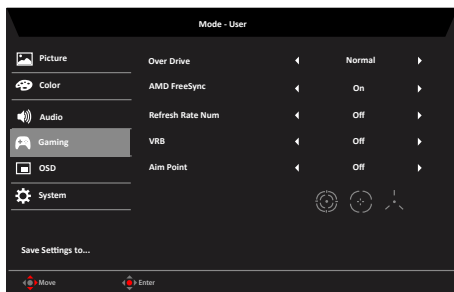 Mode - User
Picture
Over Drive Normal
Color
AMD FreeSync On
Audio
Refresh Rate Num Off
Gaming
VRB Off
OSD
Aim Point Off
System
Save Settings to...
Move Enter